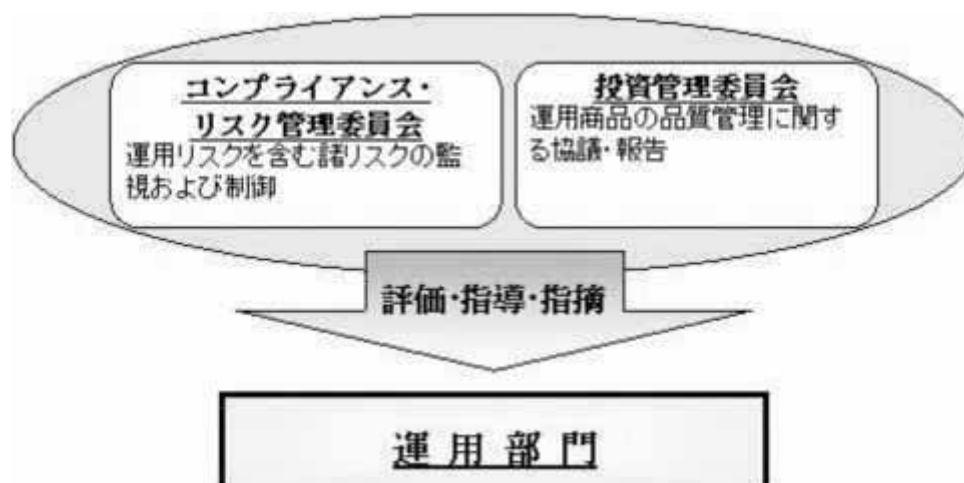 コンプライアンス・
リスク管理委員会
運用リスクを含む諸リスクの監
視および制御
投資管理委員会
運用商品の品質管理に関す
る協議・報告
評価・指導・指摘
運用部門